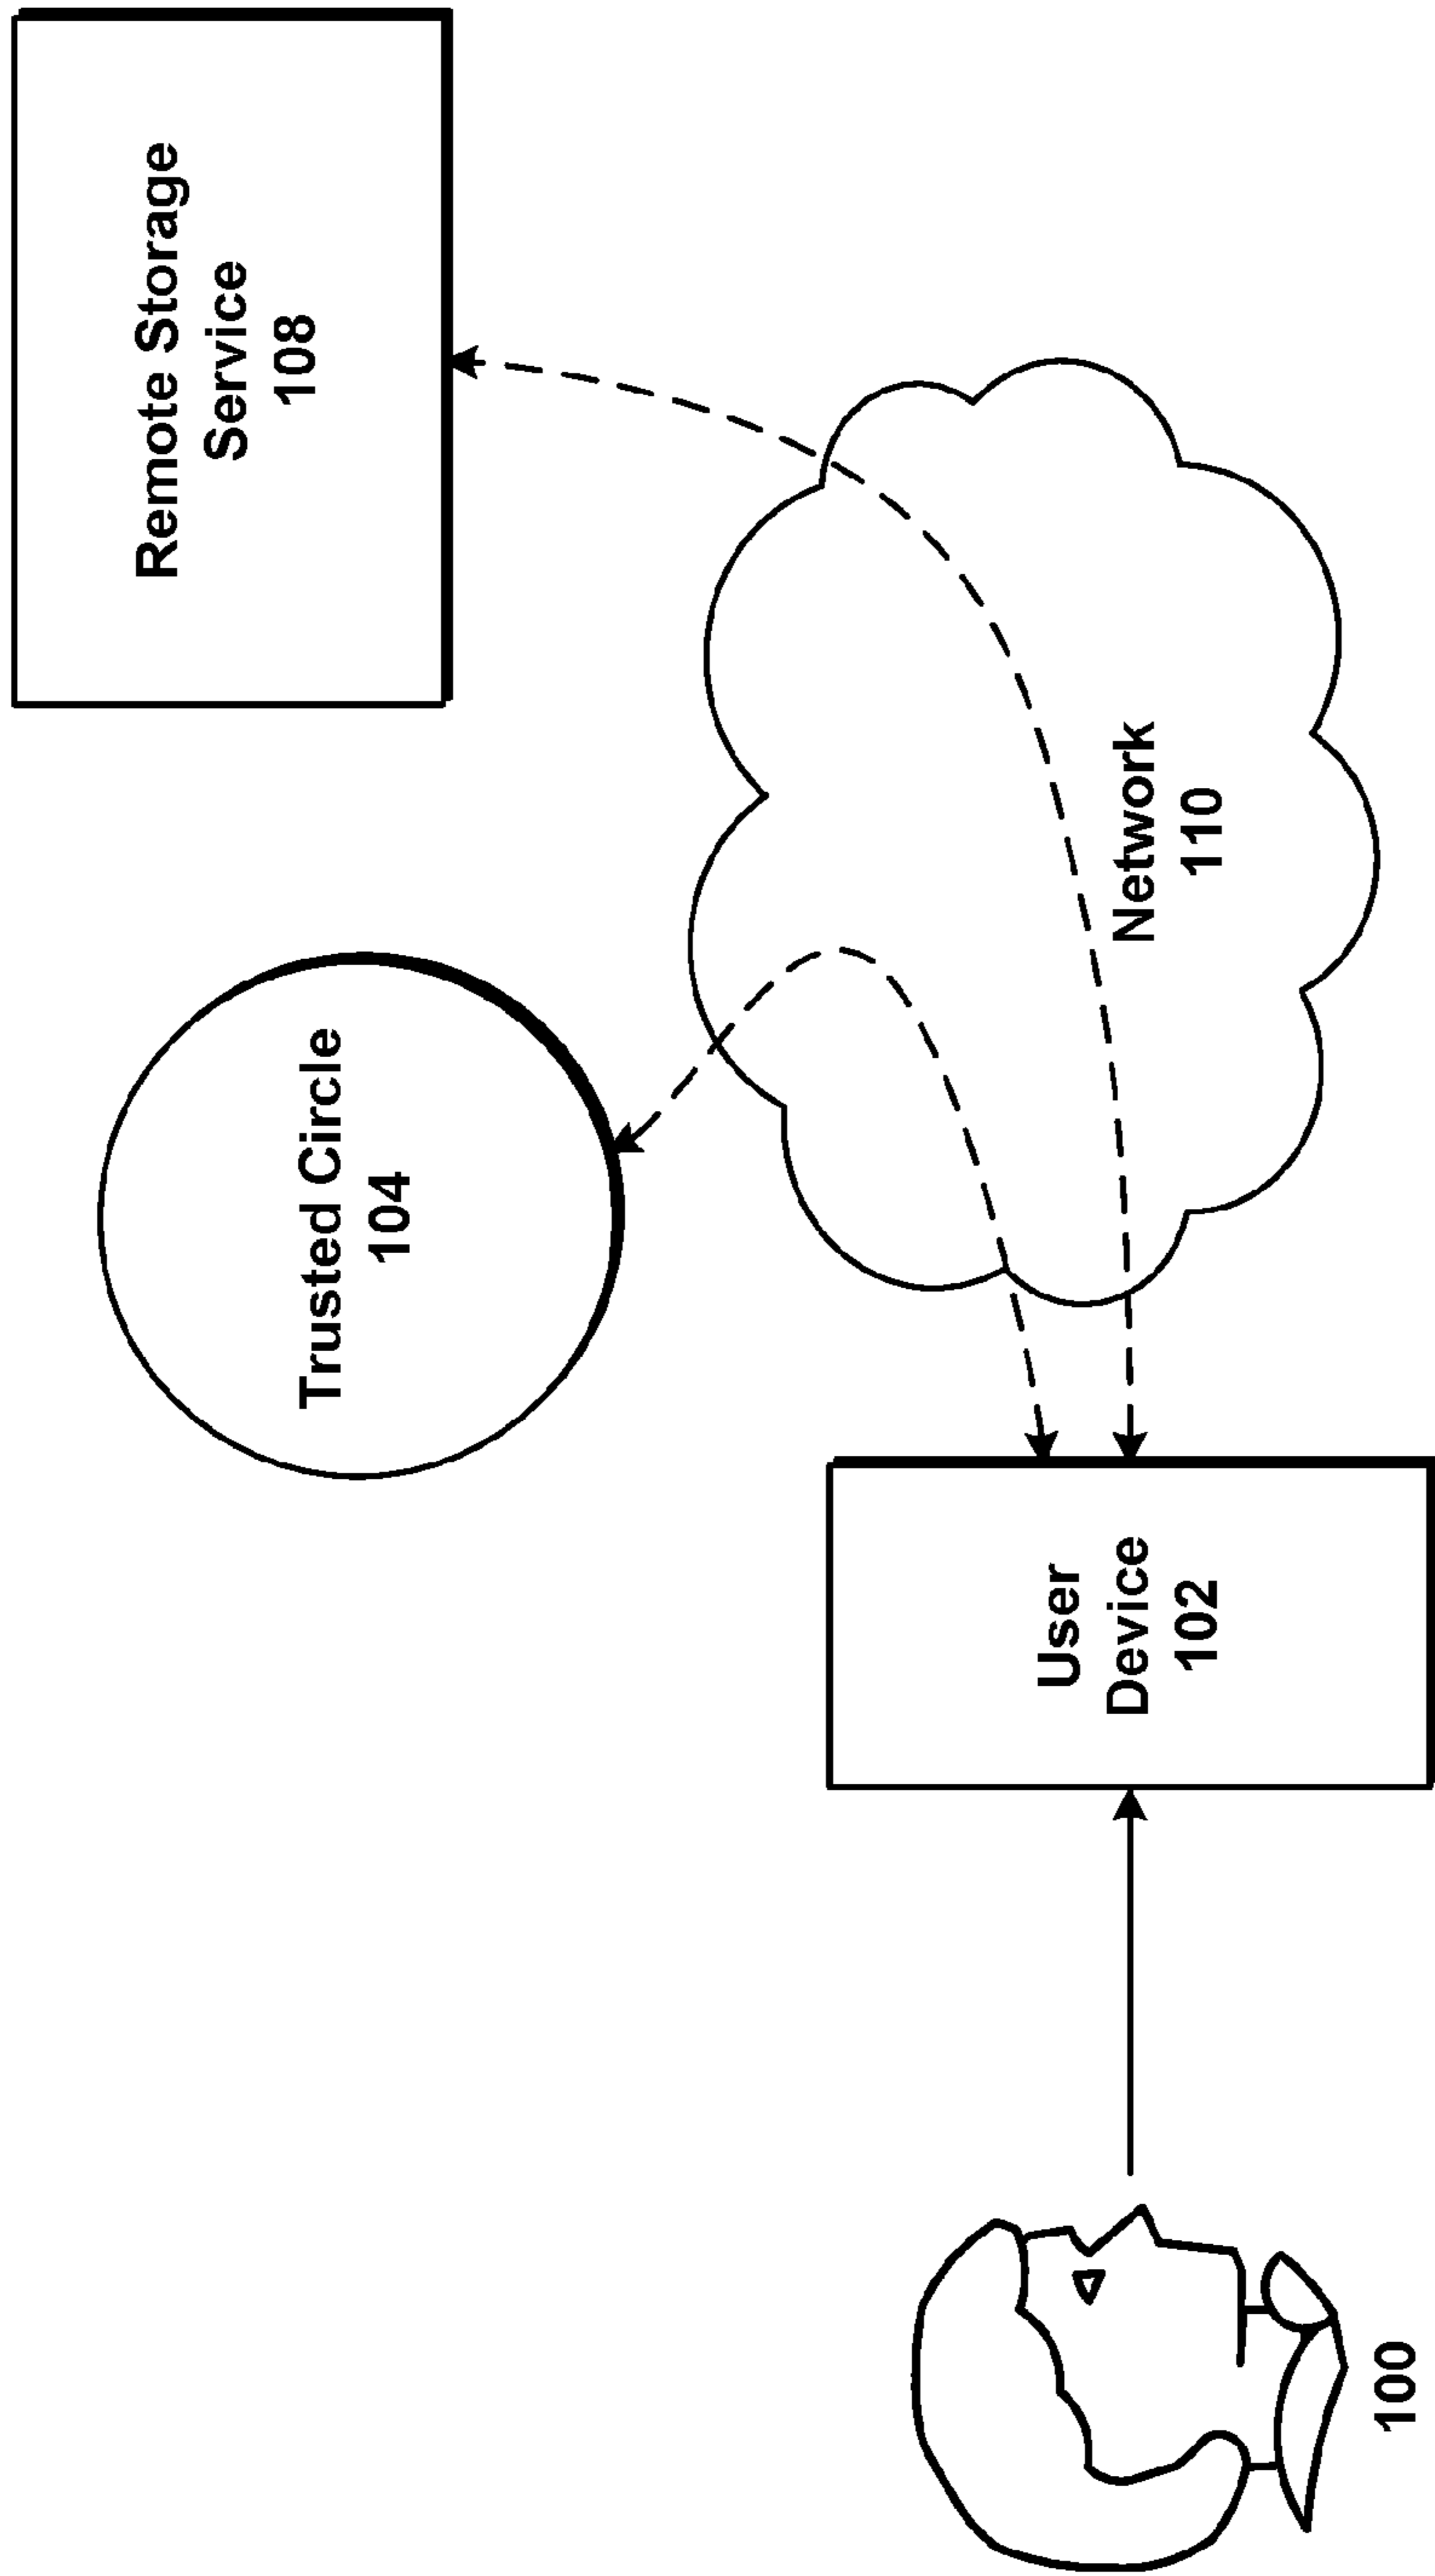 Remote Storage
Service
108
Trusted Circle
104
Network
110
User
Device
102
100